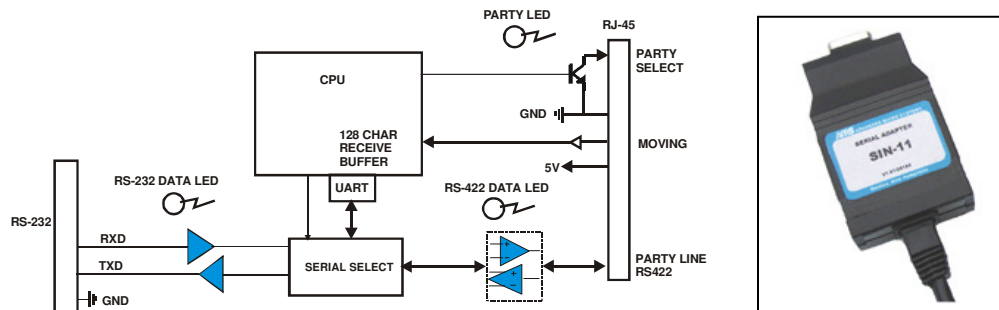 PARTY LED
RJ-45
CPU
PARTY
SELECT
GND
128 CHAR
RECEIVE
BUFFER
MOVING
5V
UART
RS-232 DATA LED
RS-422 DATA LED
RS-232
RXD
TXD
SERIAL SELECT
PARTY LINE
RS422
GND
SERIAL ADAPTER
SIN-11